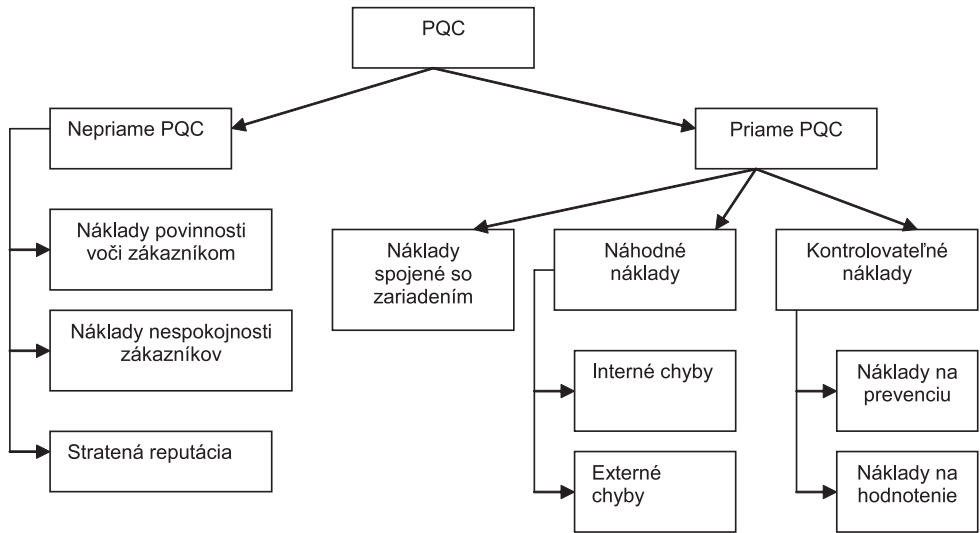 PQC
Nepriame PQC
Priame PQC
Náklady povinnosti
voči zákazníkom
Náklady nespokojnosti
zákazníkov
Stratená reputácia
Náklady
spojené so
zariadením
Náhodné
náklady
Interné chyby
Externé
chyby
Kontrolovateľné
náklady
Náklady na
prevenciu
Náklady na
hodnotenie